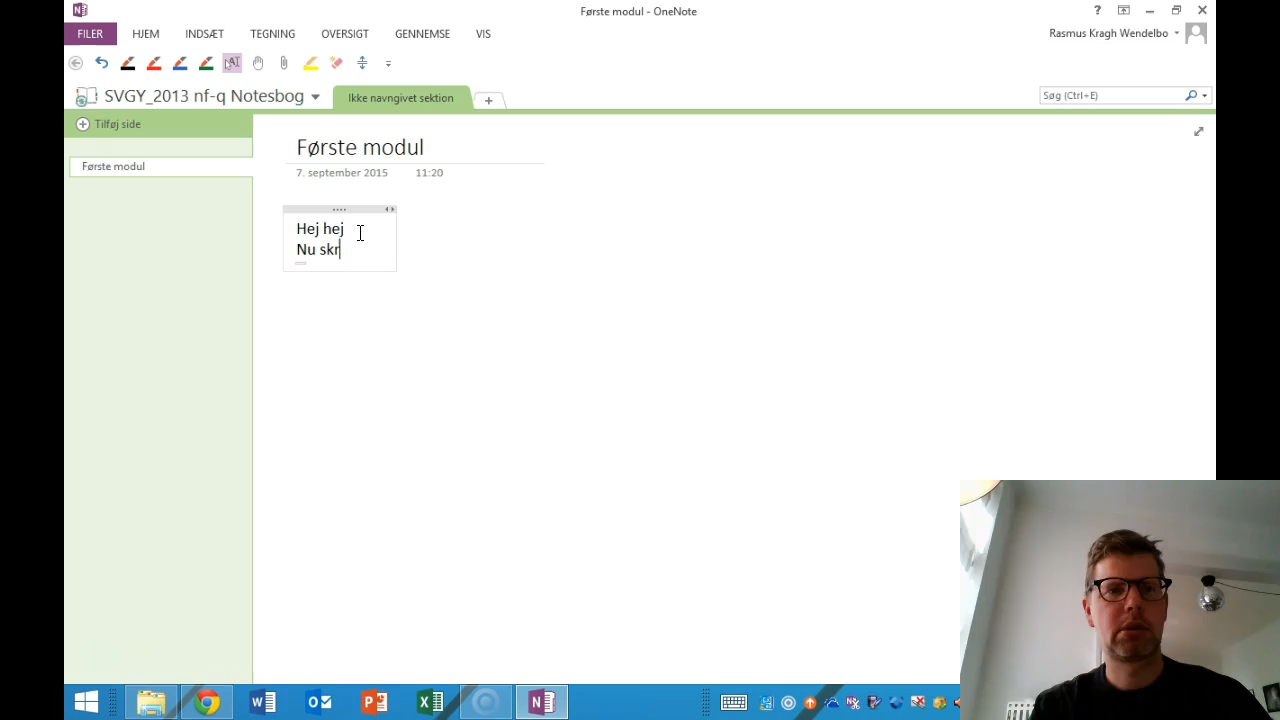 Første modul - OneNote
?
FILER HJEM INDSÆT TEGNING OVERSIGT GENNEMSE VIS
Rasmus Kragh Wendelbo
SVGY_2013 nf-q Notesbog
Ikke navngivet sektion
+
Søg (Ctrl+E)
Tilføj side
Første modul
Første modul
7. september 2015 11:20
Hej hej
Nu skr